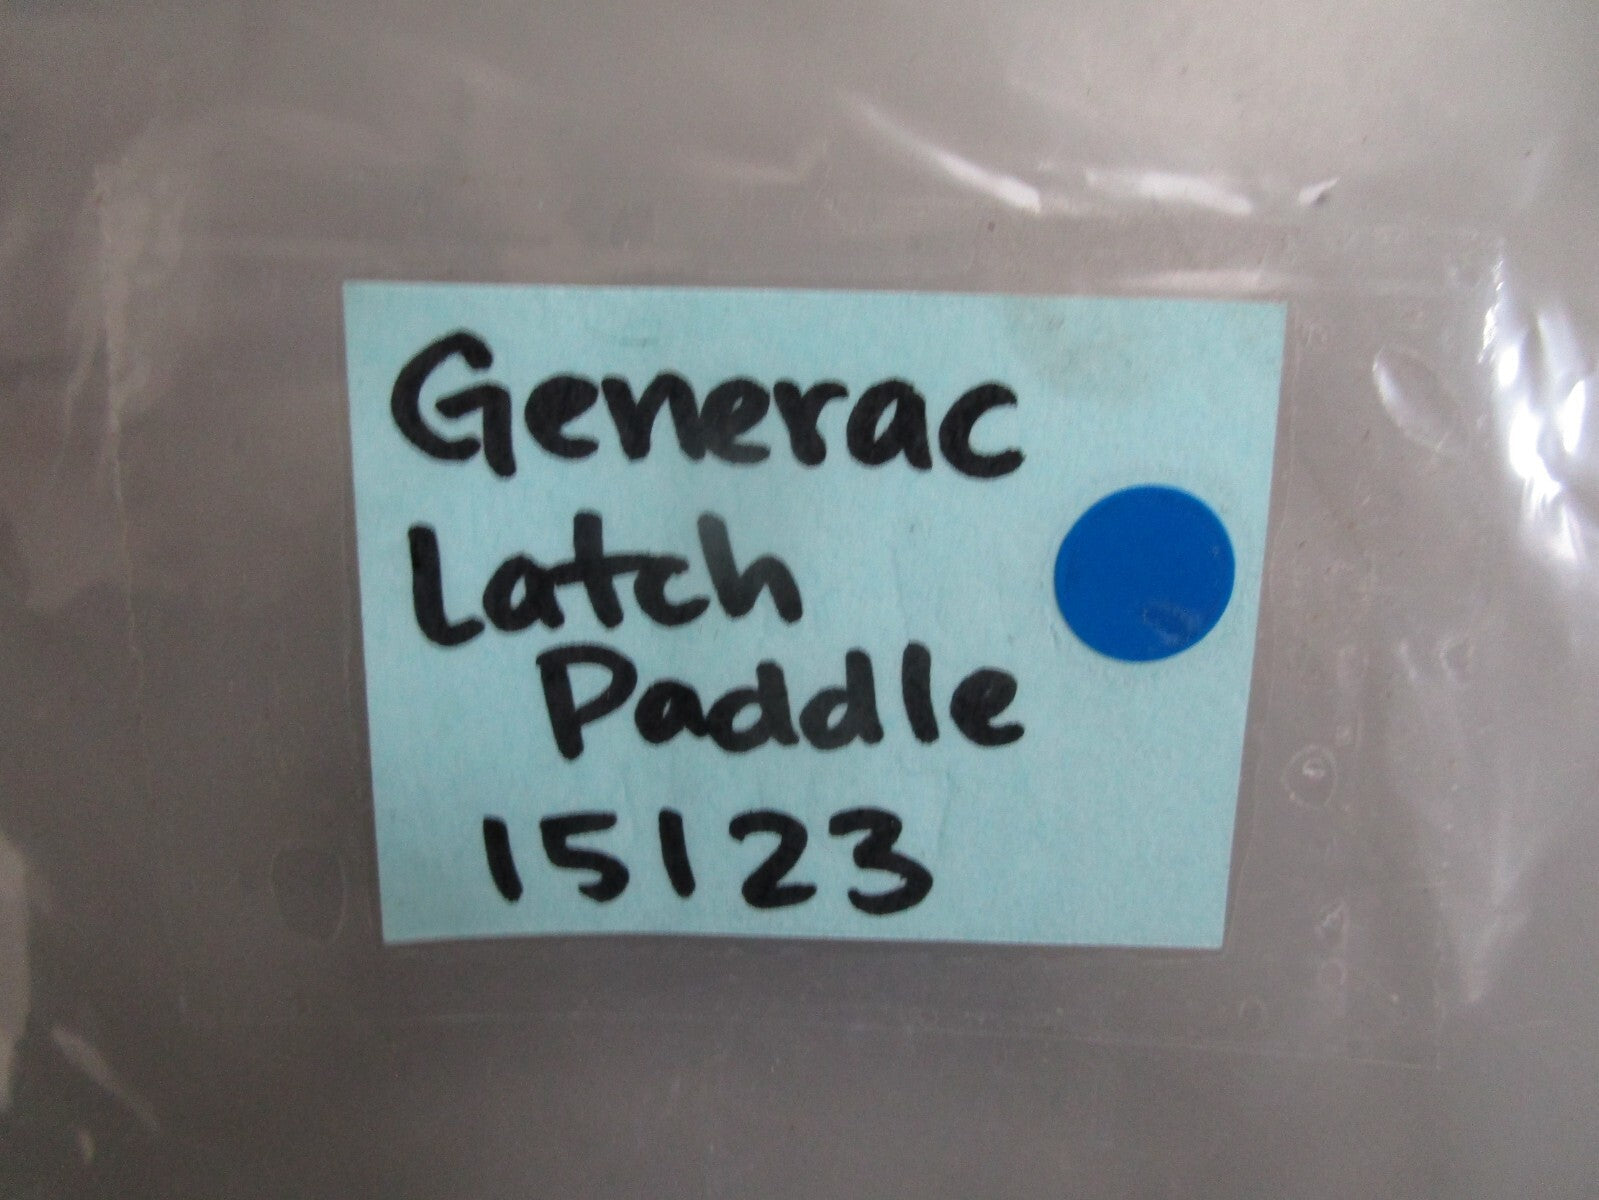 Generac
Latch
Paddle
15123